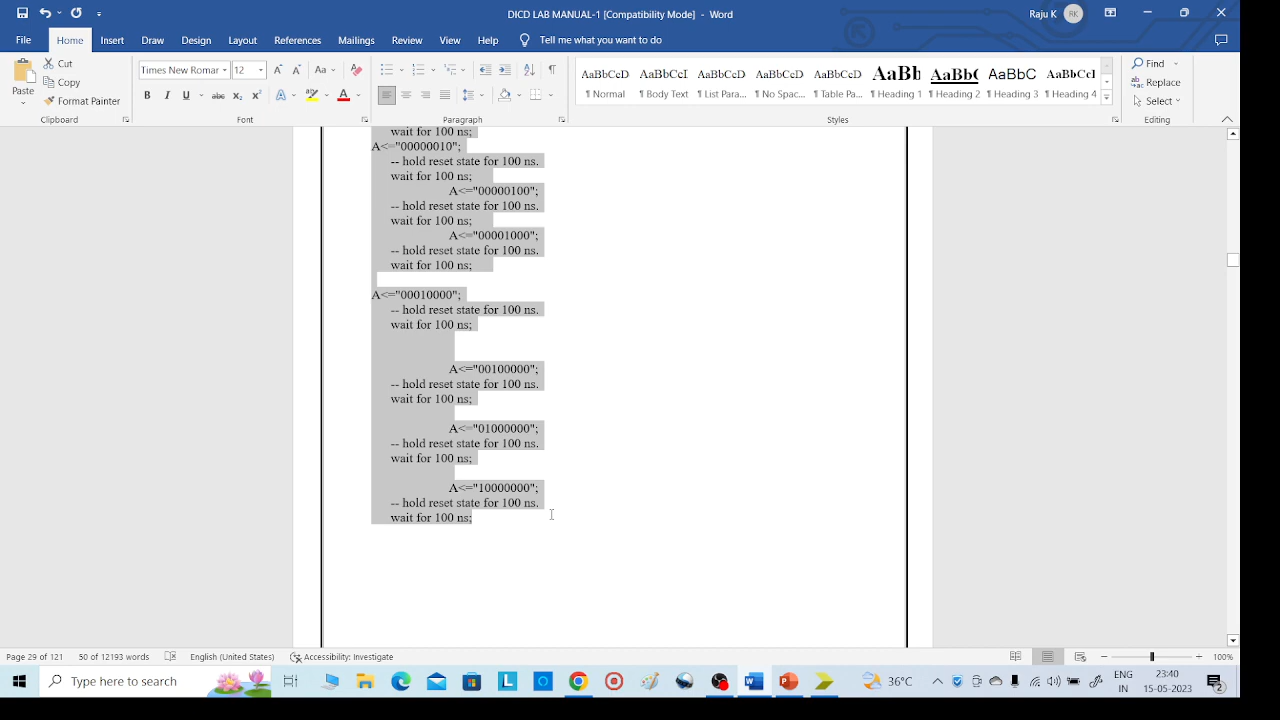 DICD LAB MANUAL-1 [Compatibility Mode] - Word
Raju K RK
File Home Insert Draw Design Layout References Mailings Review View Help Tell me what you want to do
Paste
Cut
Copy
Format Painter
Clipboard
Times New Romar 12
Font
Paragraph
AaBbCcD ¶ Normal
AaBbCcI ¶ Body Text
AaBbCcD ¶ List Para...
AaBbCcD ¶ No Spac...
AaBbCcD ¶ Table Pa...
AaBb ¶ Heading 1
AaBbC ¶ Heading 2
AaBbC ¶ Heading 3
AaBbCcI ¶ Heading 4
Styles
Find
Replace
Select
Editing
wait for 100 ns;
A<="00000010";
-- hold reset state for 100 ns.
wait for 100 ns;
A<="00000100";
-- hold reset state for 100 ns.
wait for 100 ns;
A<="00001000";
-- hold reset state for 100 ns.
wait for 100 ns;
A<="00010000";
-- hold reset state for 100 ns.
wait for 100 ns;
A<="00100000";
-- hold reset state for 100 ns.
wait for 100 ns;
A<="01000000";
-- hold reset state for 100 ns.
wait for 100 ns;
A<="10000000";
-- hold reset state for 100 ns.
wait for 100 ns;
Page 29 of 121 50 of 12193 words English (United States) Accessibility: Investigate 100%
Type here to search
36°C
ENG
IN
23:40
15-05-2023
2